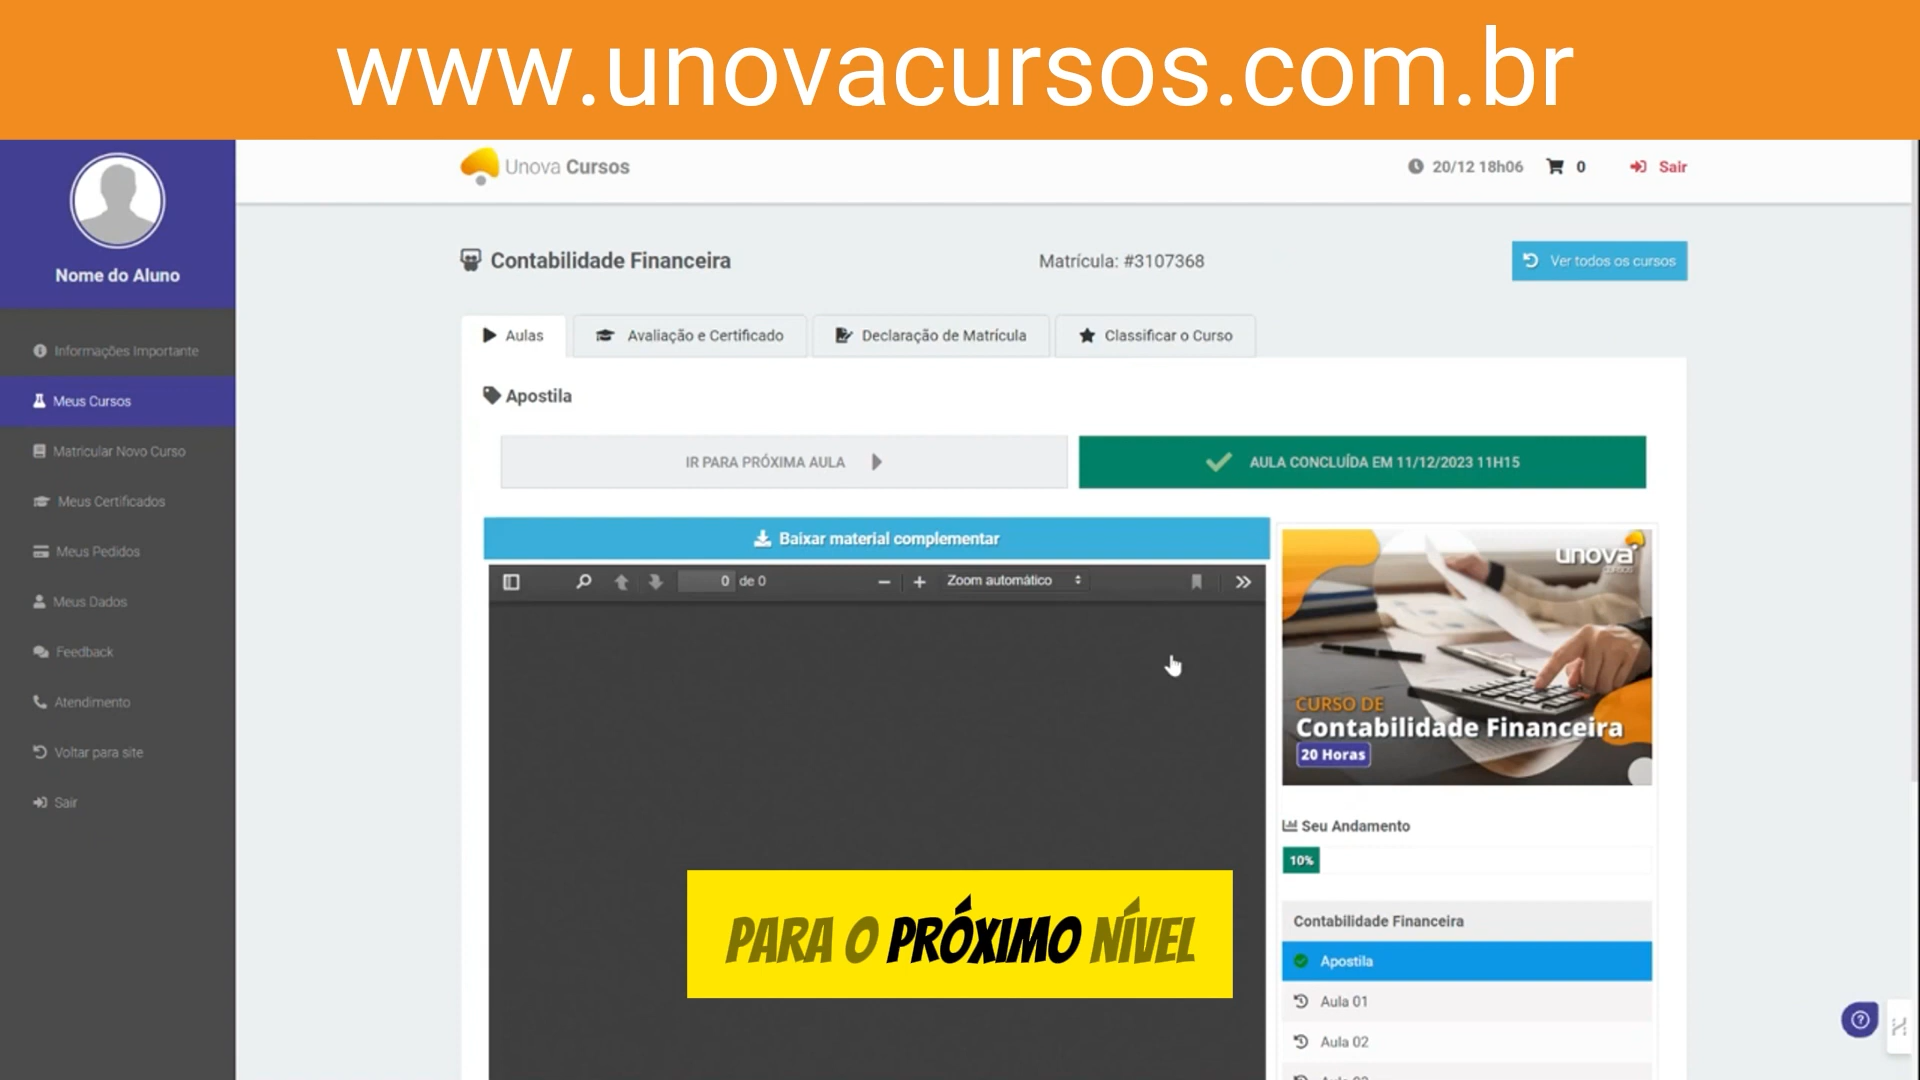 www.unovacursos.com.br
Unova Cursos
20/12 18h06
0
Sair
Nome do Aluno
Contabilidade Financeira
Matrícula: #3107368
Ver todos os cursos
Aulas
Avaliação e Certificado
Declaração de Matrícula
Classificar o Curso
Informações Importante
Meus Cursos
Matricular Novo Curso
Meus Certificados
Meus Pedidos
Meus Dados
Feedback
Atendimento
Voltar para site
Sair
Apostila
IR PARA PRÓXIMA AULA
AULA CONCLUÍDA EM 11/12/2023 11H15
Baixar material complementar
0 de 0
Zoom automático
unova
CURSOS
CURSO DE
Contabilidade Financeira
20 Horas
Seu Andamento
10%
PARA O PRÓXIMO NÍVEL
Contabilidade Financeira
Apostila
Aula 01
Aula 02